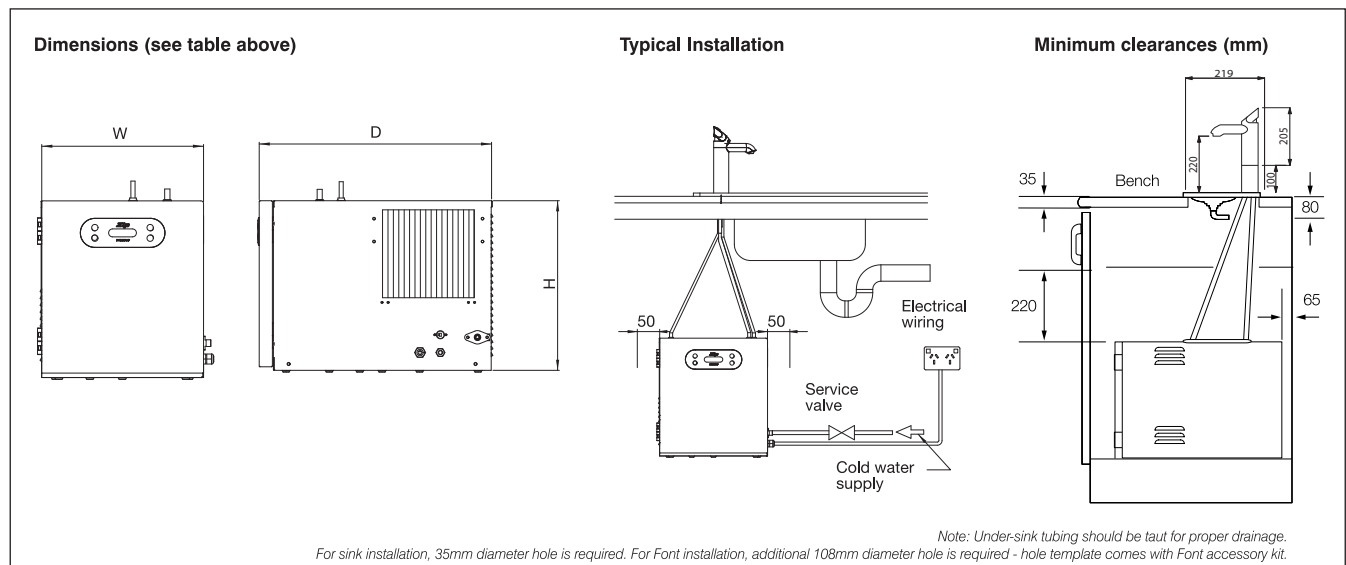 Dimensions (see table above)
Typical Installation
Minimum clearances (mm)
W
D
H
50
50
Electrical
wiring
Service
valve
Cold water
supply
219
205
220
100
35
Bench
80
220
65
Note: Under-sink tubing should be taut for proper drainage.
For sink installation, 35mm diameter hole is required. For Font installation, additional 108mm diameter hole is required - hole template comes with Font accessory kit.